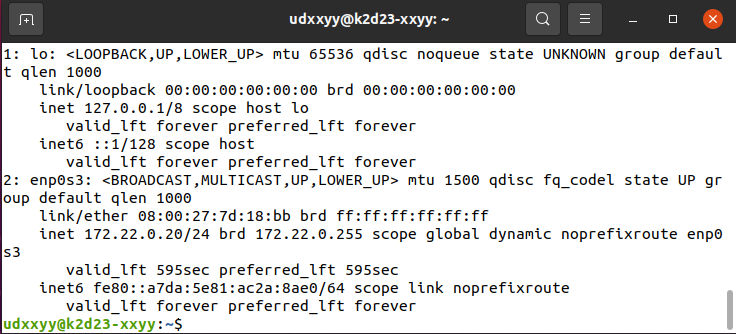 udxxyy@k2d23-xxyy: ~
1: lo: <LOOPBACK,UP,LOWER_UP> mtu 65536 qdisc noqueue state UNKNOWN group defaul
t qlen 1000
    link/loopback 00:00:00:00:00:00 brd 00:00:00:00:00:00
    inet 127.0.0.1/8 scope host lo
       valid_lft forever preferred_lft forever
    inet6 ::1/128 scope host
       valid_lft forever preferred_lft forever
2: enp0s3: <BROADCAST,MULTICAST,UP,LOWER_UP> mtu 1500 qdisc fq_codel state UP gr
oup default qlen 1000
    link/ether 08:00:27:7d:18:bb brd ff:ff:ff:ff:ff:ff
    inet 172.22.0.20/24 brd 172.22.0.255 scope global dynamic noprefixroute enp0
s3
       valid_lft 595sec preferred_lft 595sec
    inet6 fe80::a7da:5e81:ac2a:8ae0/64 scope link noprefixroute
       valid_lft forever preferred_lft forever
udxxyy@k2d23-xxyy:~$